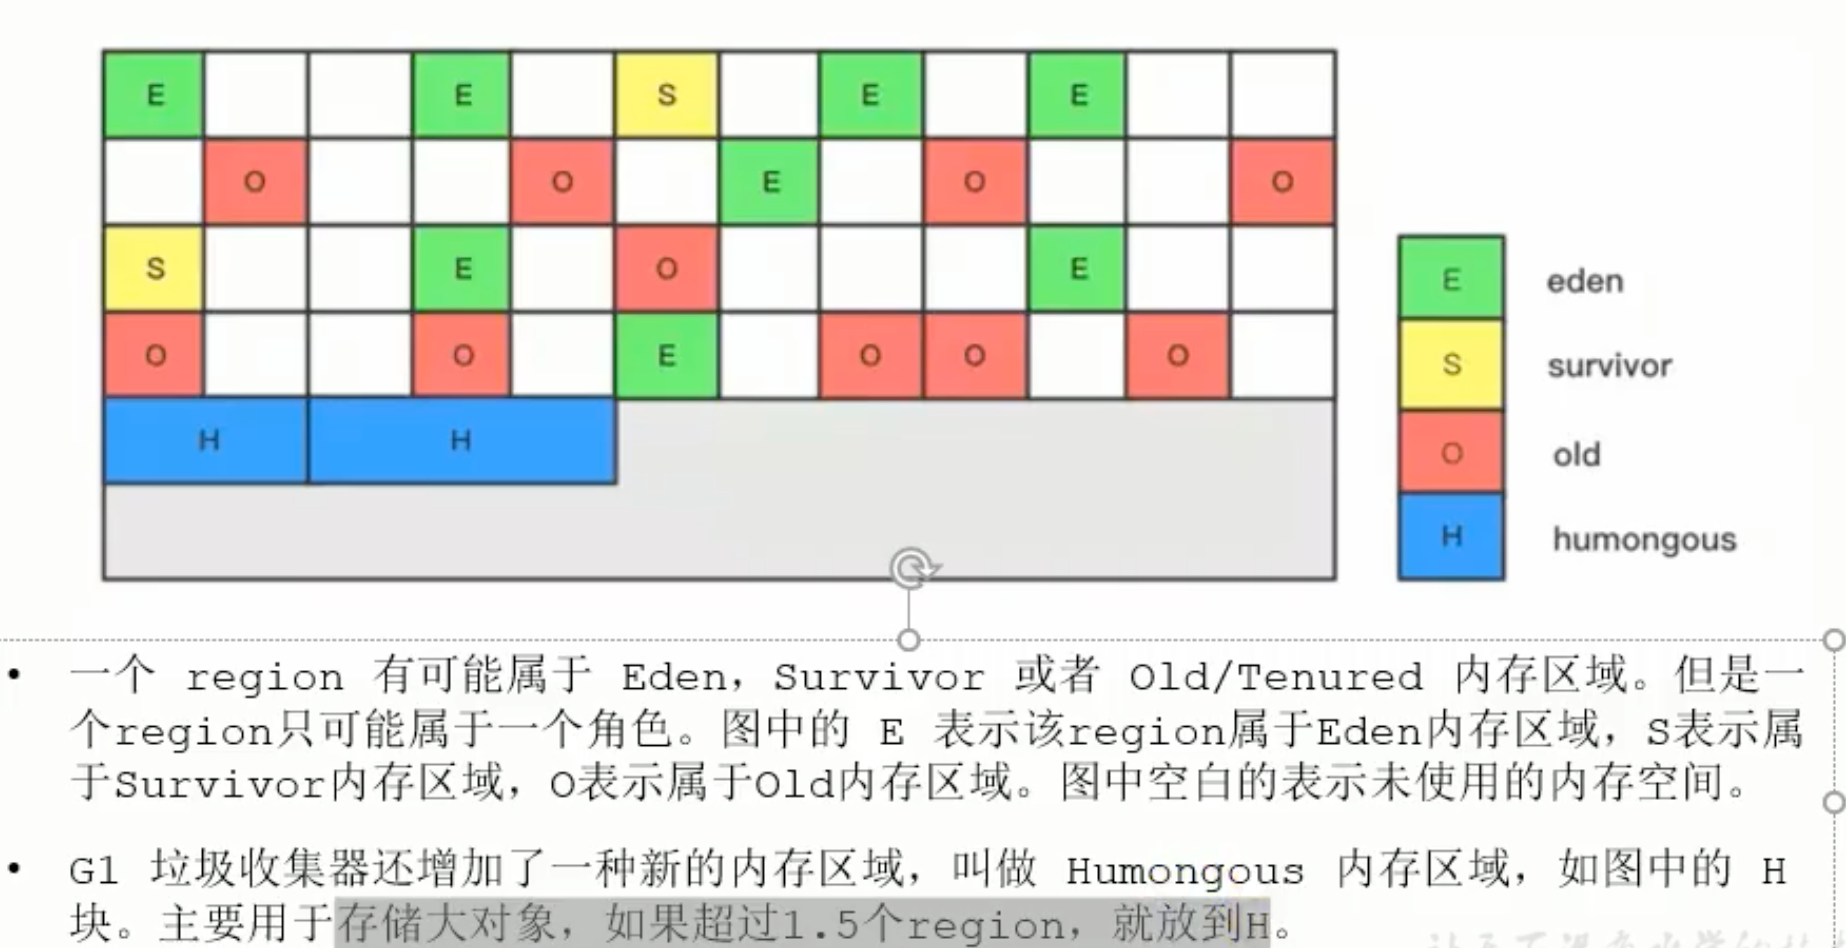 E E S E E
O O E O O
S E O E
O O E O O O
H H
E eden
S survivor
O old
H humongous
• 一个 region 有可能属于 Eden，Survivor 或者 Old/Tenured 内存区域。但是一
个region只可能属于一个角色。图中的 E 表示该region属于Eden内存区域，S表示属
于Survivor内存区域，O表示属于Old内存区域。图中空白的表示未使用的内存空间。
• G1 垃圾收集器还增加了一种新的内存区域，叫做 Humongous 内存区域，如图中的 H
块。主要用于存储大对象，如果超过1.5个region，就放到H。